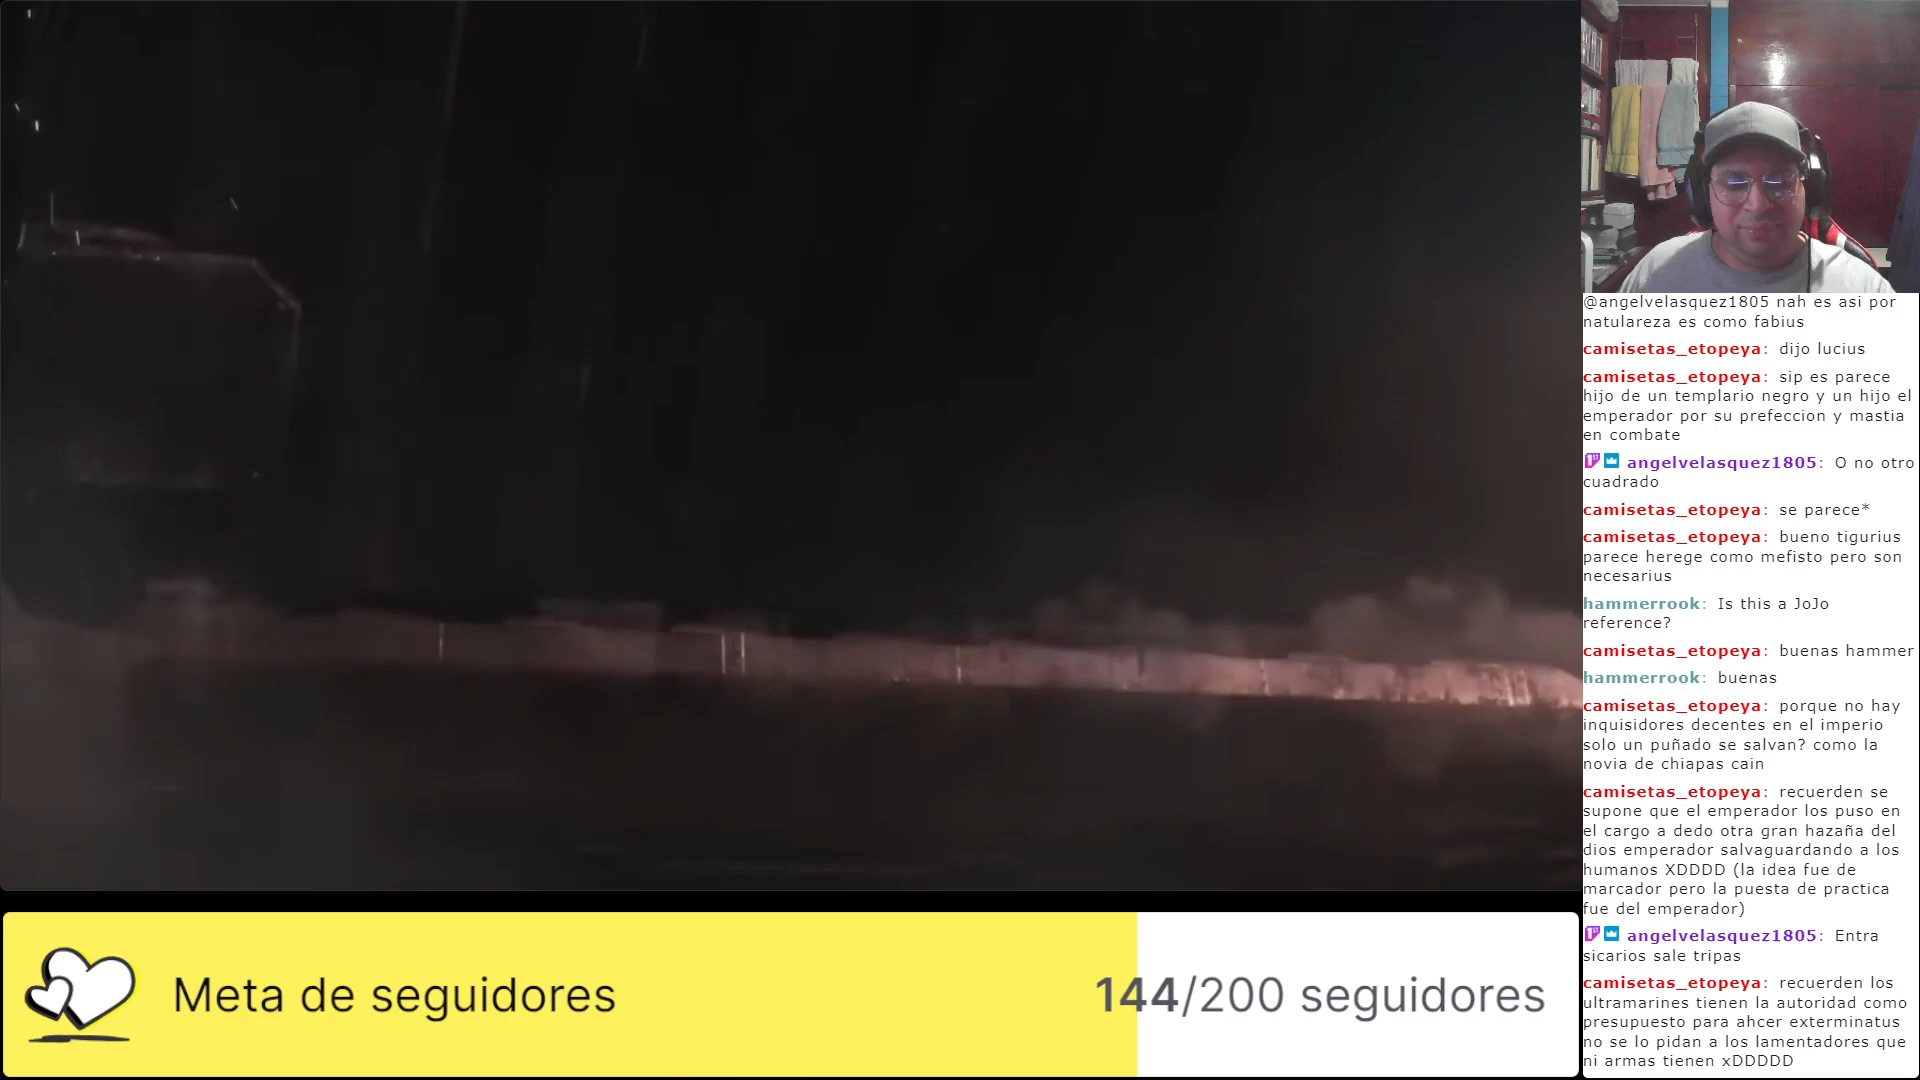 @angelvelasquez1805 nah es asi por
natulareza es como fabius
camisetas_etopeya: dijo lucius
camisetas_etopeya: sip es parece
hijo de un templario negro y un hijo el
emperador por su prefeccion y mastia
en combate
angelvelasquez1805: O no otro
cuadrado
camisetas_etopeya: se parece*
camisetas_etopeya: bueno tigurius
parece herege como mefisto pero son
necesarius
hammerrook: Is this a JoJo
reference?
camisetas_etopeya: buenas hammer
hammerrook: buenas
camisetas_etopeya: porque no hay
inquisidores decentes en el imperio
solo un puñado se salvan? como la
novia de chiapas cain
camisetas_etopeya: recuerden se
supone que el emperador los puso en
el cargo a dedo otra gran hazaña del
dios emperador salvaguardando a los
humanos XDDDD (la idea fue de
marcador pero la puesta de practica
fue del emperador)
angelvelasquez1805: Entra
sicarios sale tripas
camisetas_etopeya: recuerden los
ultramarines tienen la autoridad como
presupuesto para ahcer exterminatus
no se lo pidan a los lamentadores que
ni armas tienen xDDDDD
Meta de seguidores
144/200 seguidores